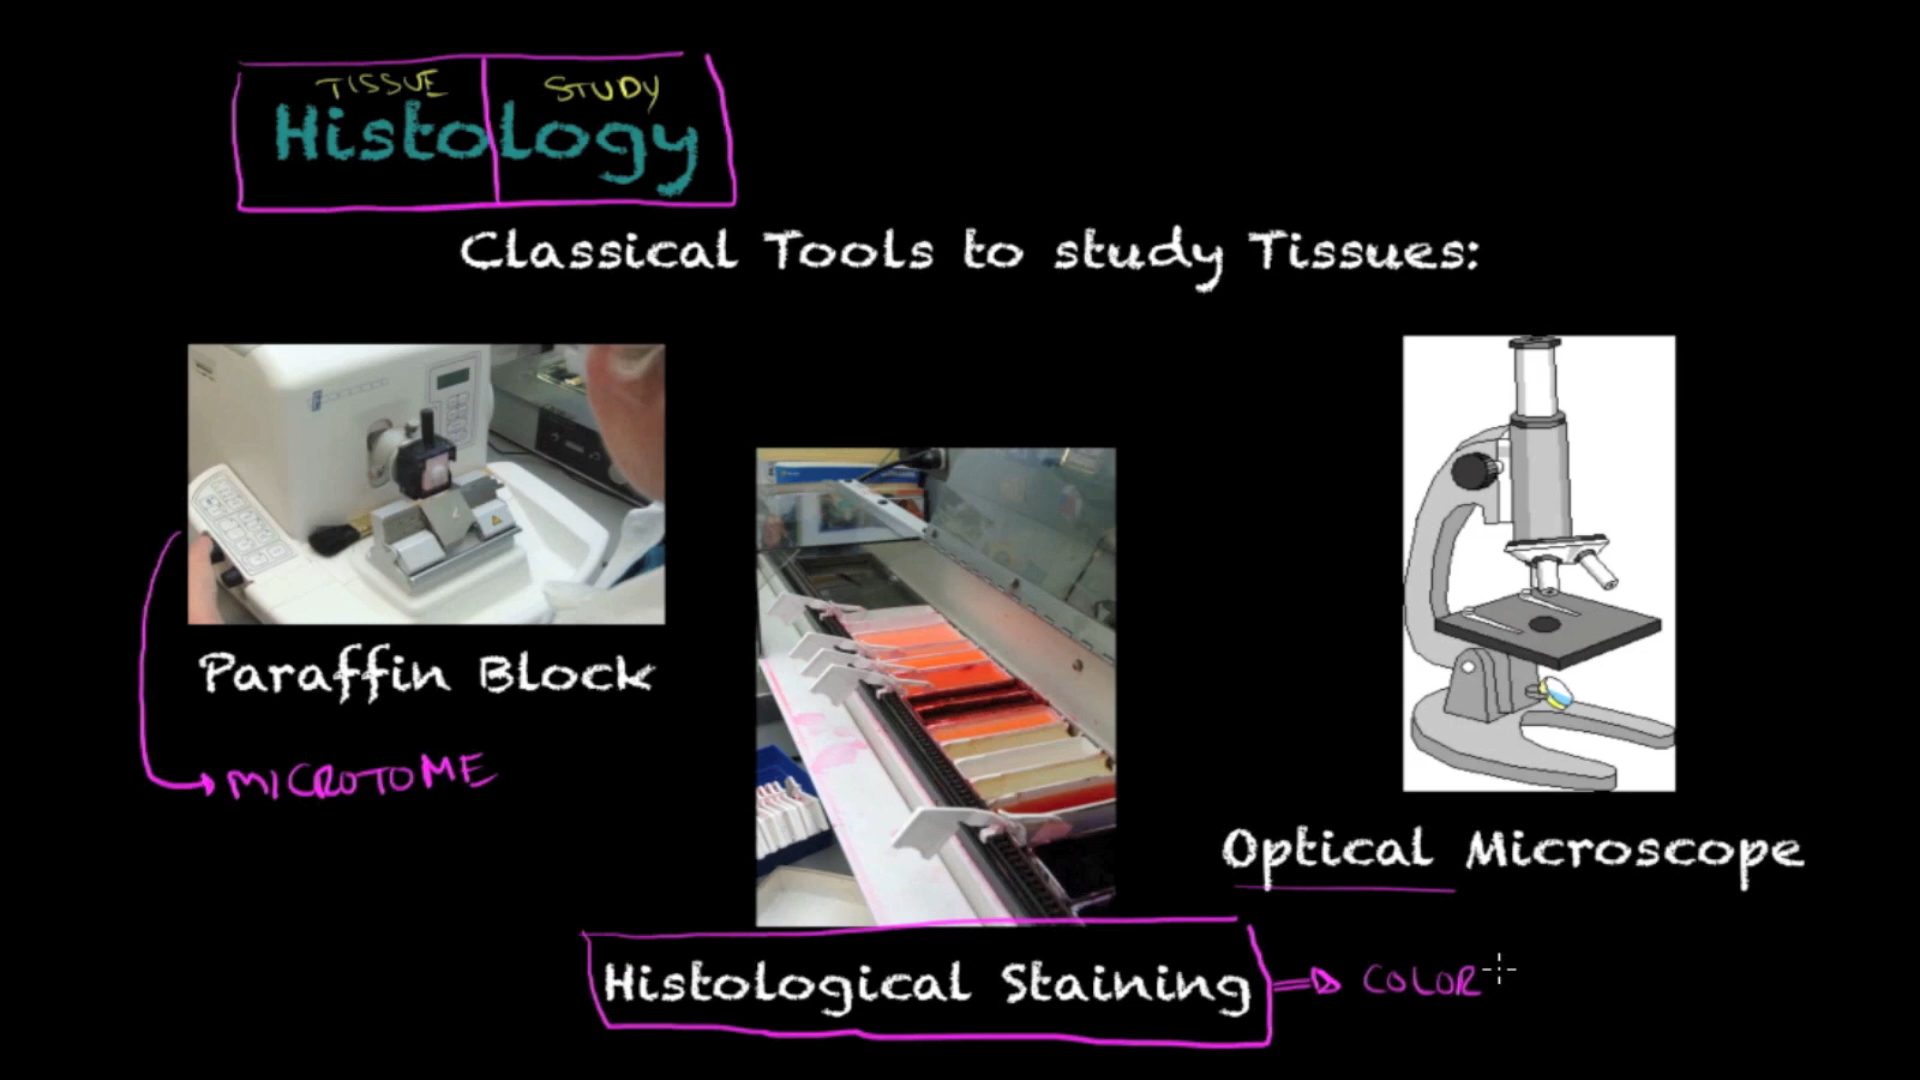 TISSUE STUDY
Histology
Classical Tools to study Tissues:
Paraffin Block
MICROTOME
Optical Microscope
Histological Staining
COLOR